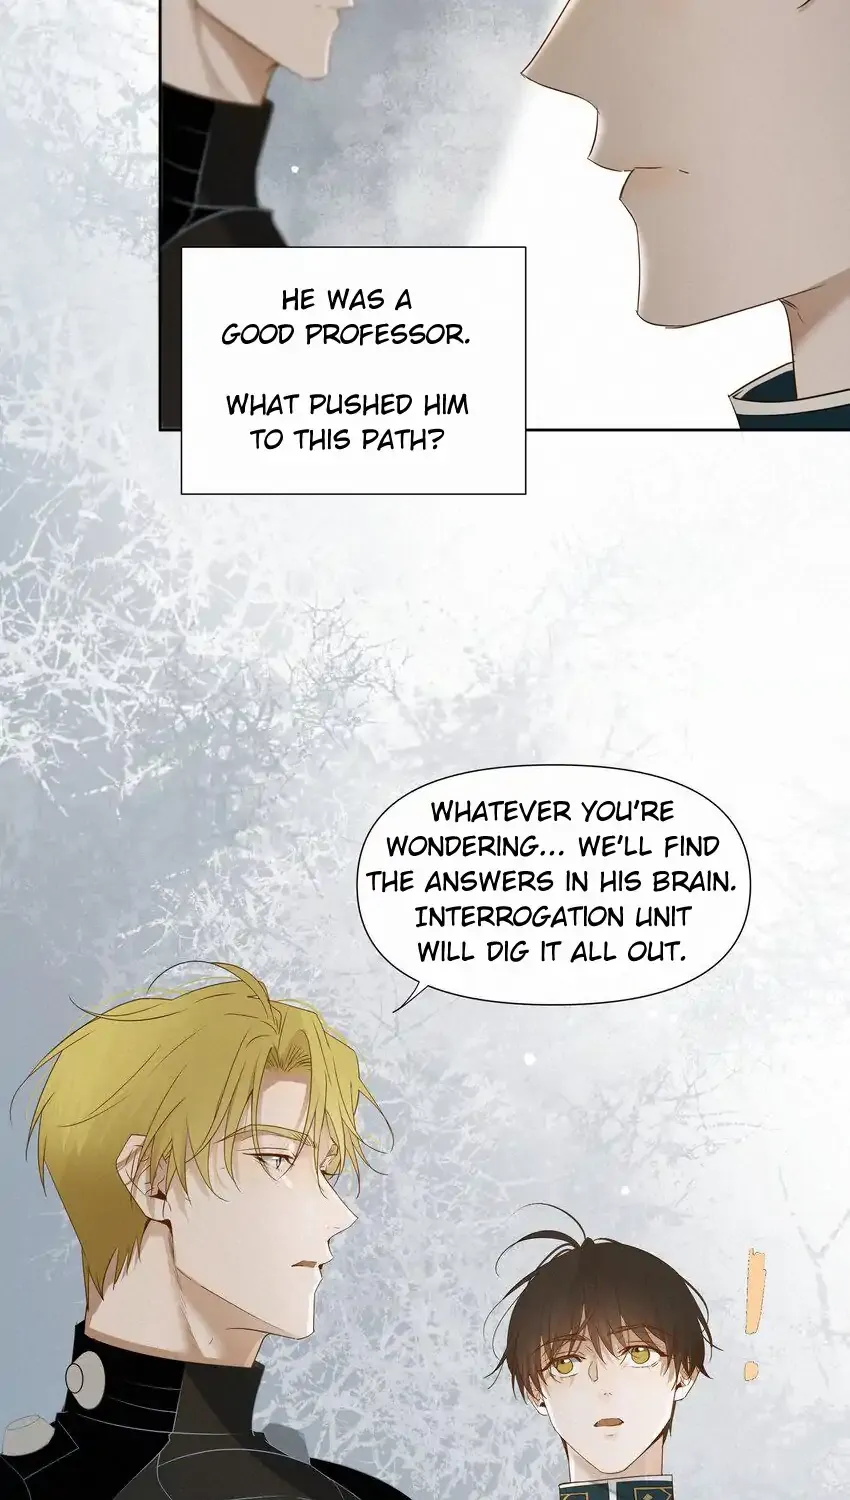 HE WAS A
GOOD PROFESSOR.
WHAT PUSHED HIM
TO THIS PATH?
WHATEVER YOU'RE
WONDERING... WE'LL FIND
THE ANSWERS IN HIS BRAIN.
INTERROGATION UNIT
WILL DIG IT ALL OUT.
!